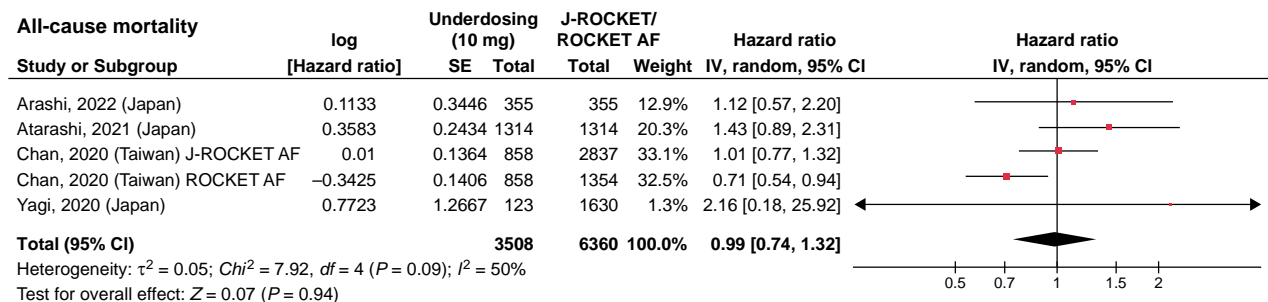 All-cause mortality
log Underdosing (10 mg) J-ROCKET/ ROCKET AF Hazard ratio Hazard ratio
Study or Subgroup [Hazard ratio] SE Total Total Weight IV, random, 95% CI IV, random, 95% CI
Arashi, 2022 (Japan) 0.1133 0.3446 355 355 12.9% 1.12 [0.57, 2.20]
Atarashi, 2021 (Japan) 0.3583 0.2434 1314 1314 20.3% 1.43 [0.89, 2.31]
Chan, 2020 (Taiwan) J-ROCKET AF 0.01 0.1364 858 2837 33.1% 1.01 [0.77, 1.32]
Chan, 2020 (Taiwan) ROCKET AF –0.3425 0.1406 858 1354 32.5% 0.71 [0.54, 0.94]
Yagi, 2020 (Japan) 0.7723 1.2667 123 1630 1.3% 2.16 [0.18, 25.92]
Total (95% CI) 3508 6360 100.0% 0.99 [0.74, 1.32]
Heterogeneity: τ² = 0.05; Chi² = 7.92, df = 4 (P = 0.09); I² = 50%
Test for overall effect: Z = 0.07 (P = 0.94)
0.5 0.7 1 1.5 2